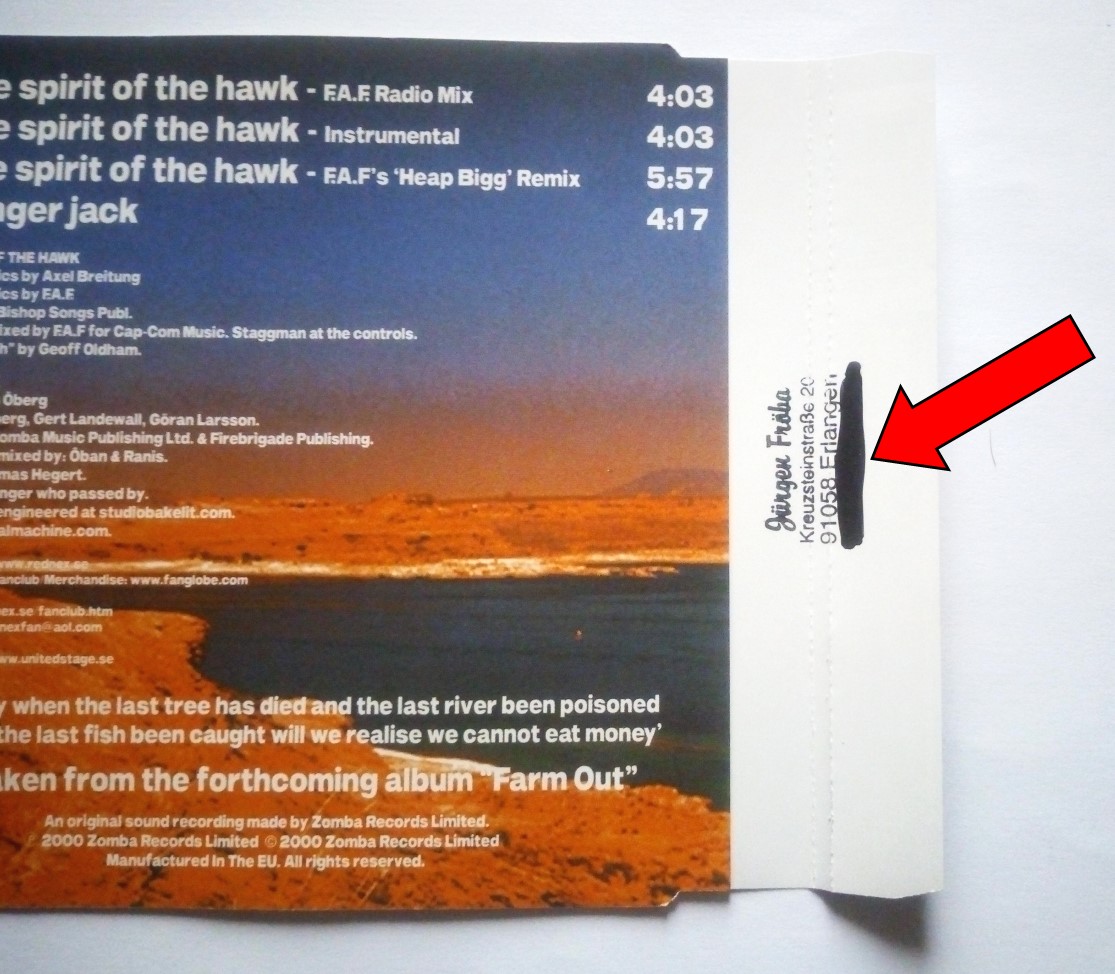 e spirit of the hawk - F.A.F. Radio Mix 4:03
e spirit of the hawk - Instrumental 4:03
e spirit of the hawk - F.A.F's ‘Heap Bigg’ Remix 5:57
nger jack 4:17
F THE HAWK
ics by Axel Breitung
ics by F.A.F.
Bishop Songs Publ.
ixed by F.A.F for Cap-Com Music. Staggman at the controls.
h” by Geoff Oldham.
Öberg
erg, Gert Landewall, Göran Larsson.
omba Music Publishing Ltd. & Firebrigade Publishing.
mixed by: Öban & Ranis.
mas Hegert.
nger who passed by.
engineered at studiobakelit.com.
almachine.com.
www.rednex.se
anclub Merchandise: www.fanglobe.com
nex.se fanclub.htm
nexfan@aol.com
www.unitedstage.se
y when the last tree has died and the last river been poisoned
the last fish been caught will we realise we cannot eat money’
aken from the forthcoming album “Farm Out”
An original sound recording made by Zomba Records Limited.
2000 Zomba Records Limited © 2000 Zomba Records Limited
Manufactured In The EU. All rights reserved.
Jürgen Fröba
Kreuzsteinstraße 20
91058 Erlangen